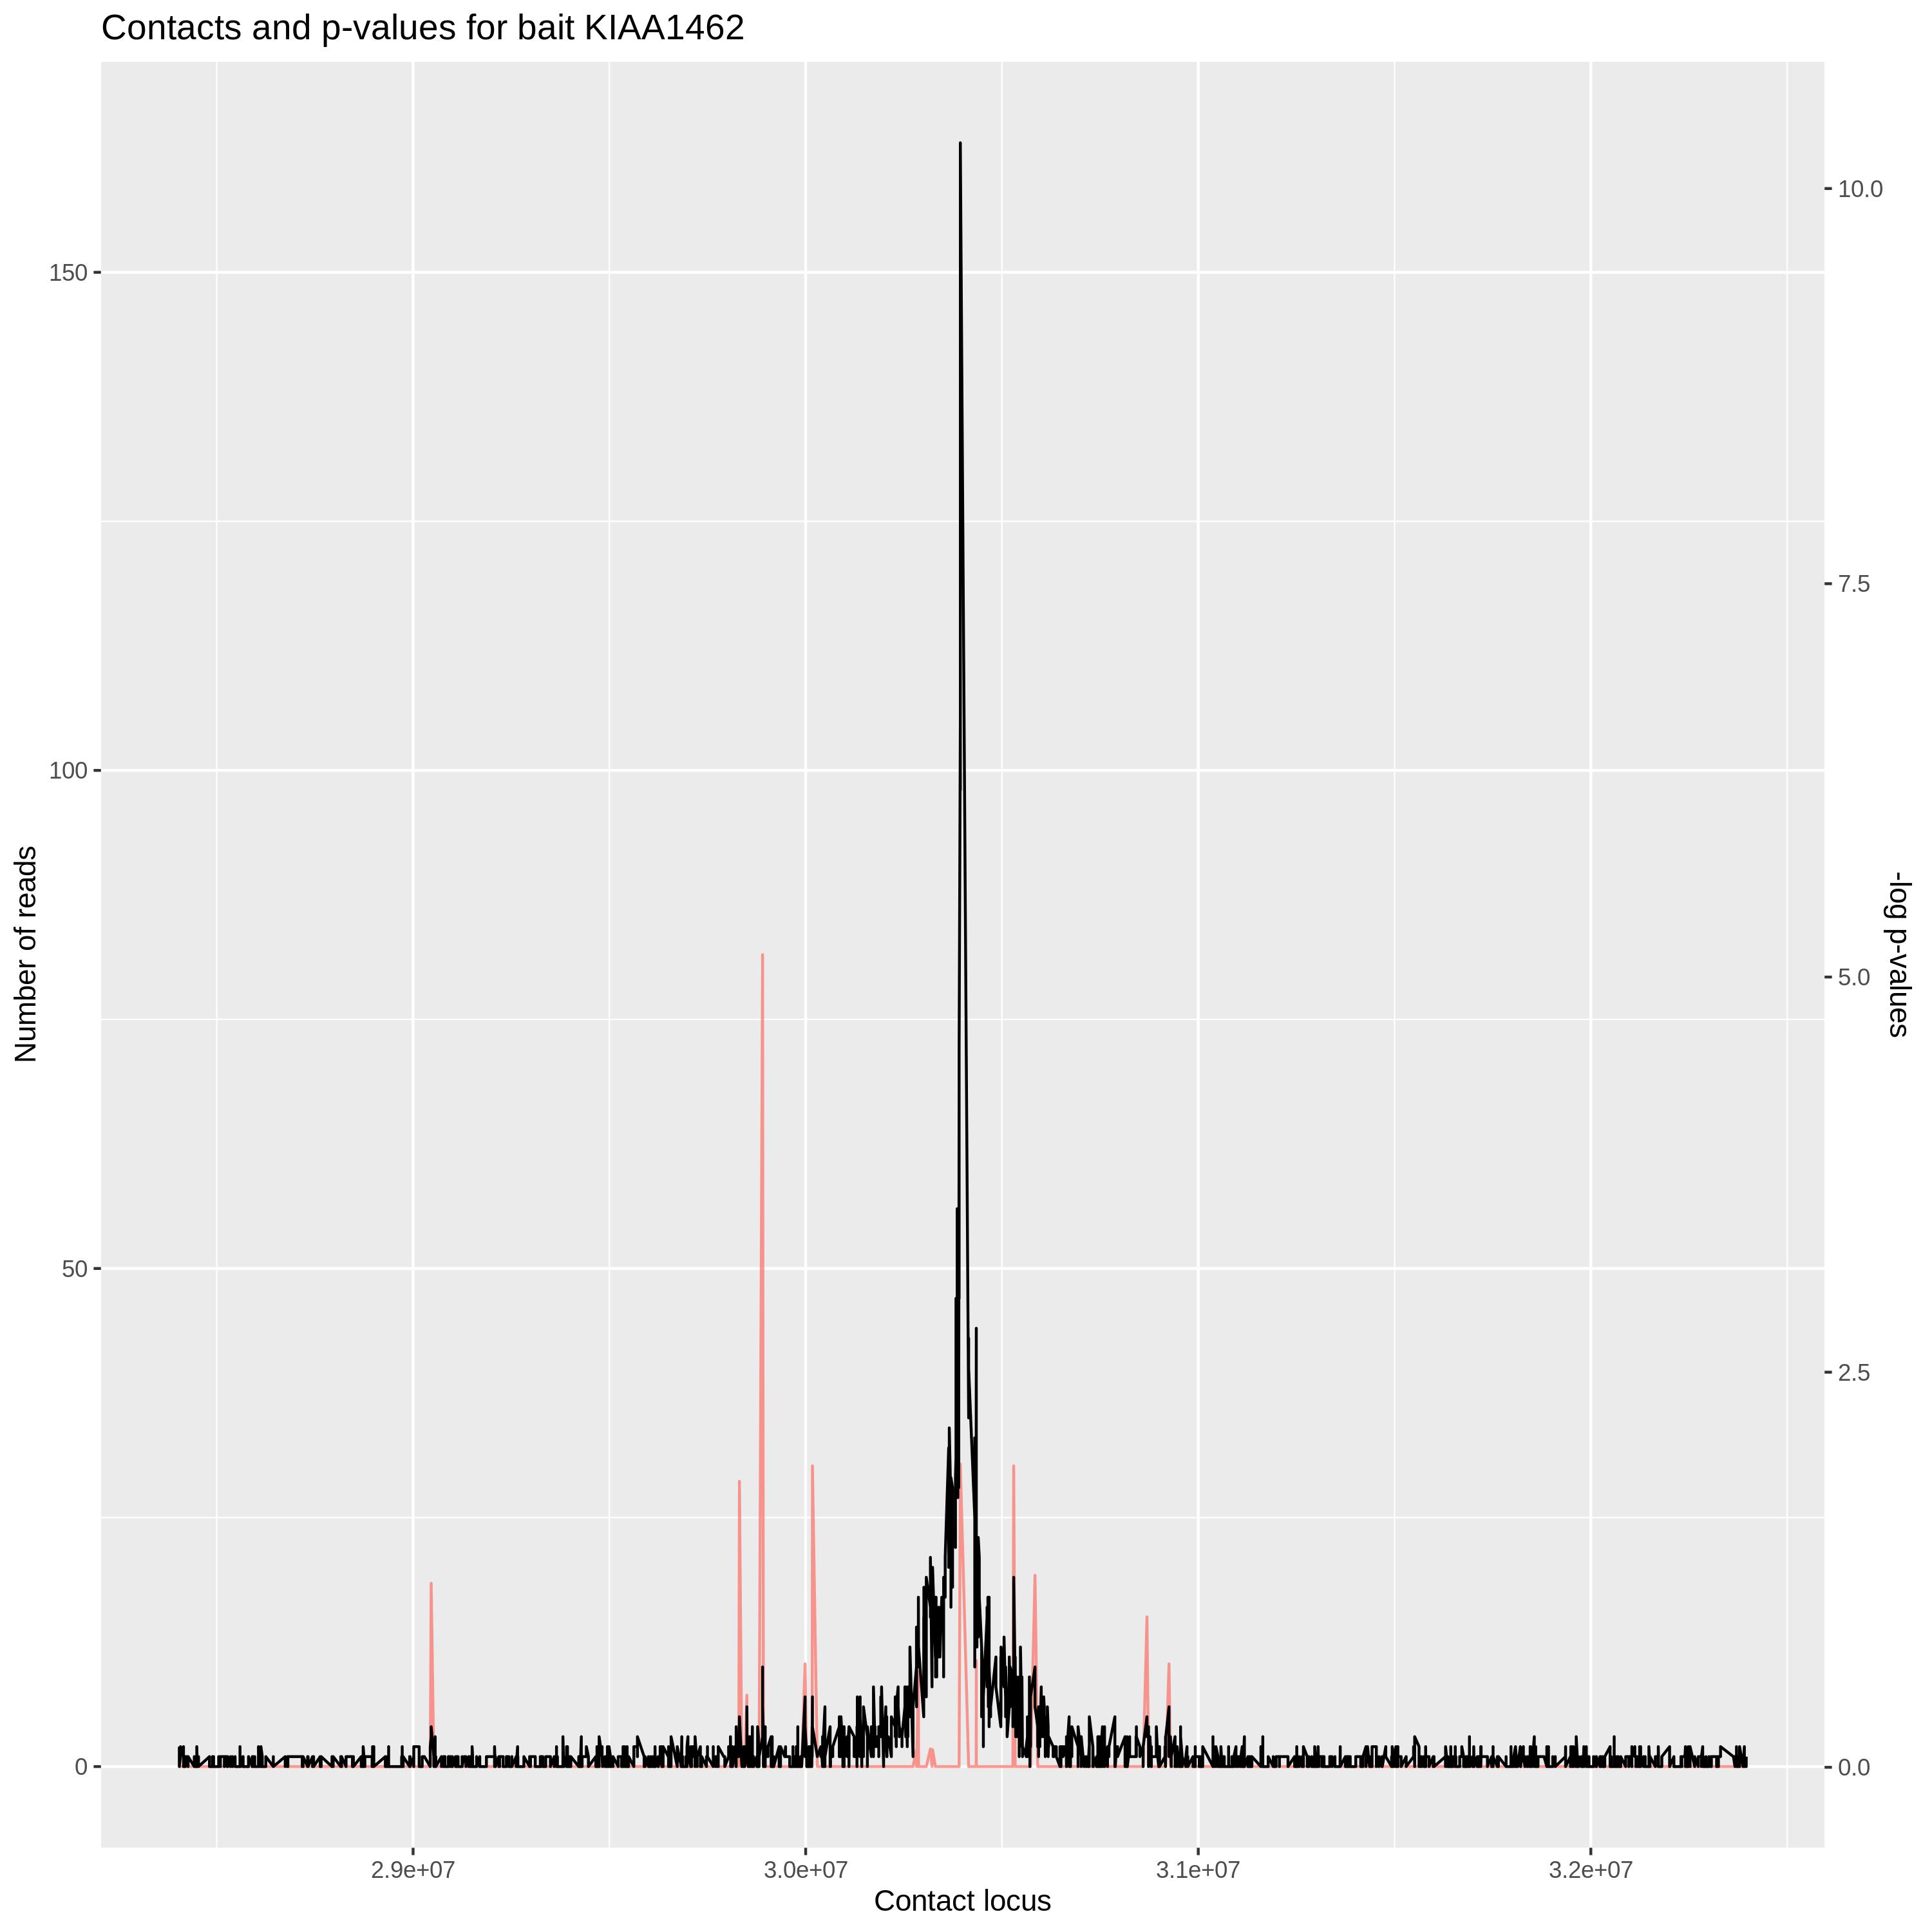 Contacts and p-values for bait KIAA1462
150
100
50
0
Number of reads
10.0
7.5
5.0
2.5
0.0
-log p-values
2.9e+07
3.0e+07
3.1e+07
3.2e+07
Contact locus